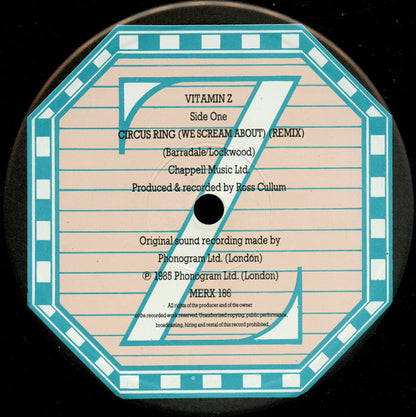 VITAMIN Z
Side One
CIRCUS RING (WE SCREAM ABOUT) (REMIX)
(Barradale/Lockwood)
Chappell Music Ltd.
Produced & recorded by Ross Cullum
Original sound recording made by
Phonogram Ltd. (London)
℗ 1985 Phonogram Ltd. (London)
MERX 186
All rights of the producer and of the owner
of the recorded work reserved. Unauthorised copying, public performance,
broadcasting, hiring and rental of this record prohibited.
Z